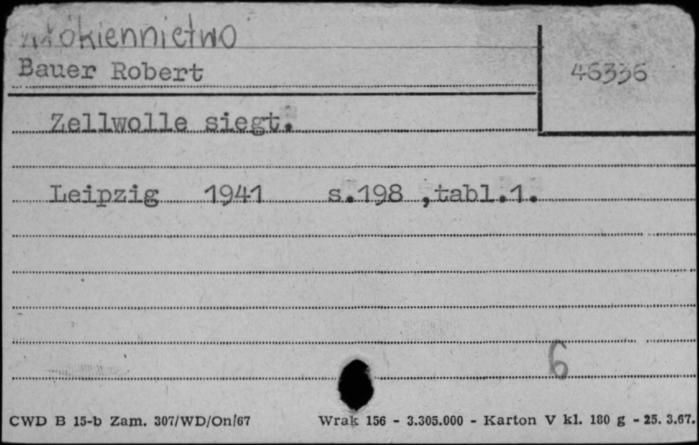 Włókiennictwo
Bauer Robert
46336
Zellwolle siegt.
Leipzig 1941 s.198 ,tabl.1.
6
CWD B 15-b Zam. 307/WD/On/67 Wrak 156 - 3.305.000 - Karton V kl. 180 g - 25.3.67.